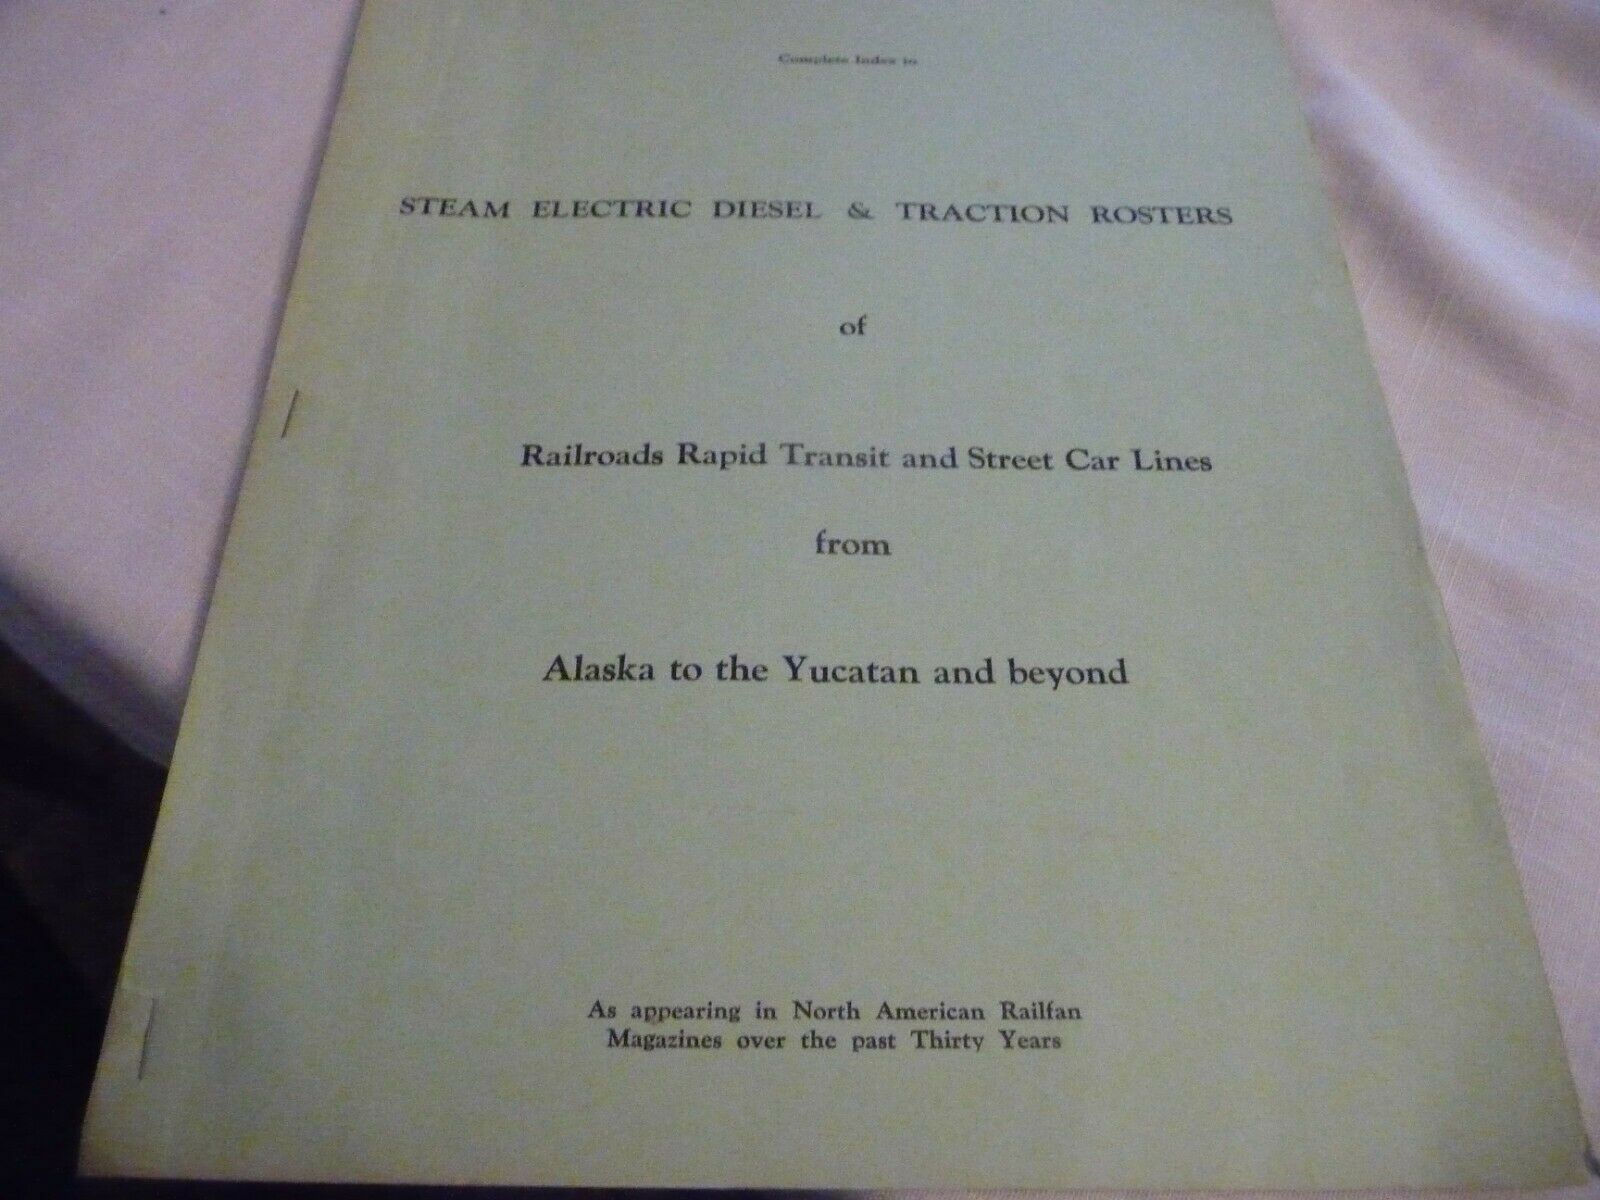 Complete Index to
STEAM ELECTRIC DIESEL & TRACTION ROSTERS
of
Railroads Rapid Transit and Street Car Lines
from
Alaska to the Yucatan and beyond
As appearing in North American Railfan
Magazines over the past Thirty Years